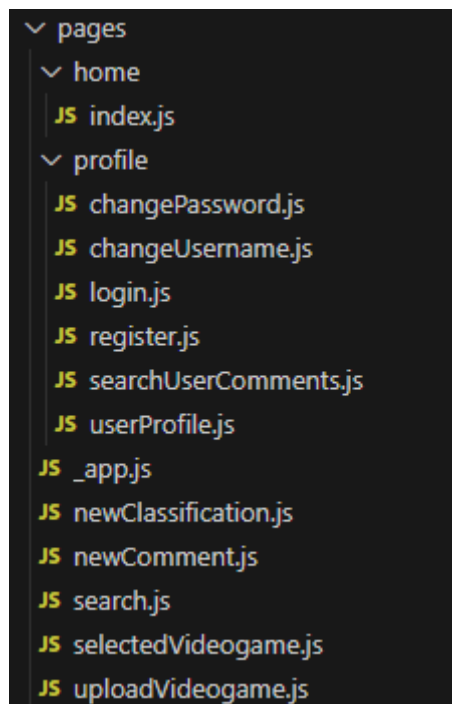 pages
home
JS index.js
profile
JS changePassword.js
JS changeUsername.js
JS login.js
JS register.js
JS searchUserComments.js
JS userProfile.js
JS _app.js
JS newClassification.js
JS newComment.js
JS search.js
JS selectedVideogame.js
JS uploadVideogame.js